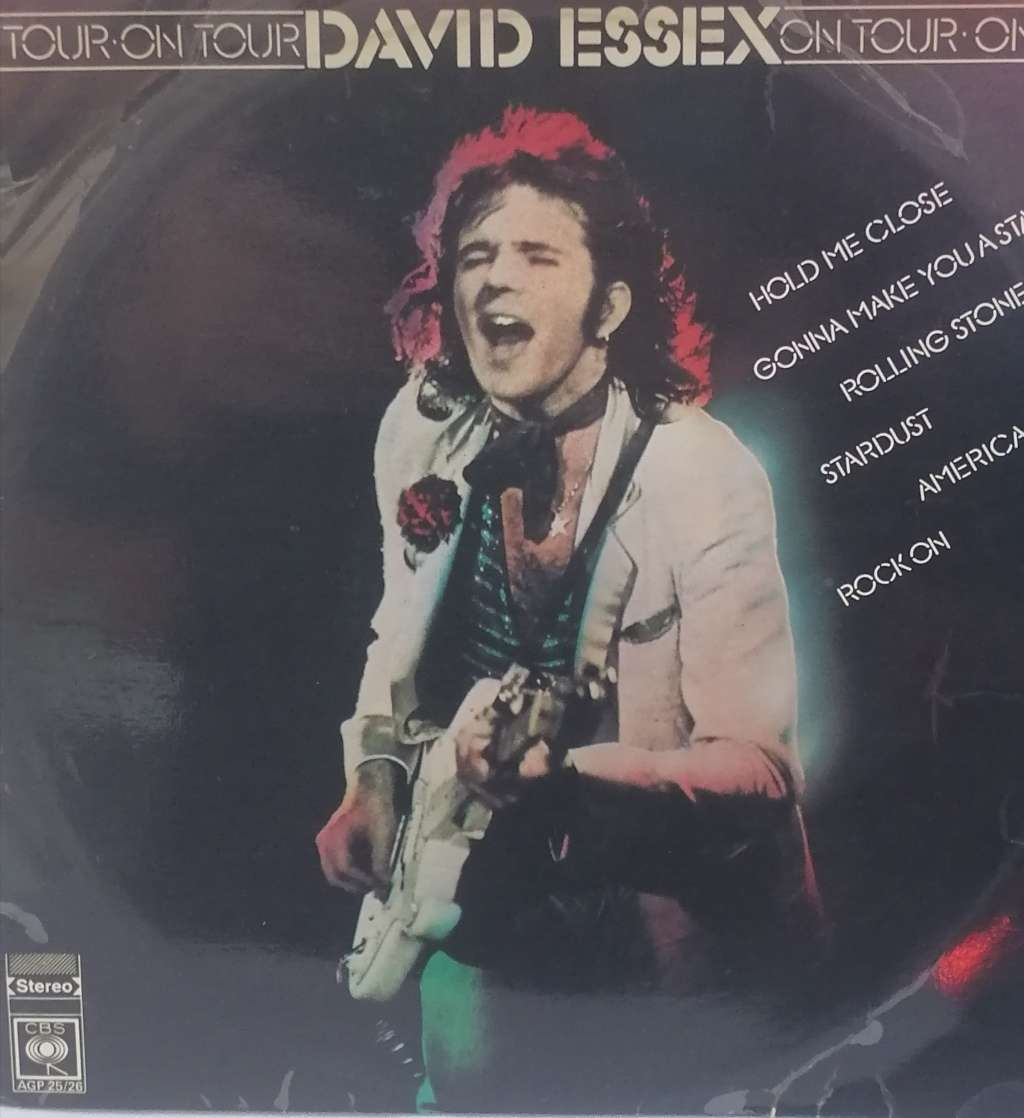 TOUR·ON TOUR DAVID ESSEX ON TOUR·ON
HOLD ME CLOSE
GONNA MAKE YOU A STA
ROLLING STONE
STARDUST
AMERICA
ROCK ON
Stereo
CBS
AGP 25/26